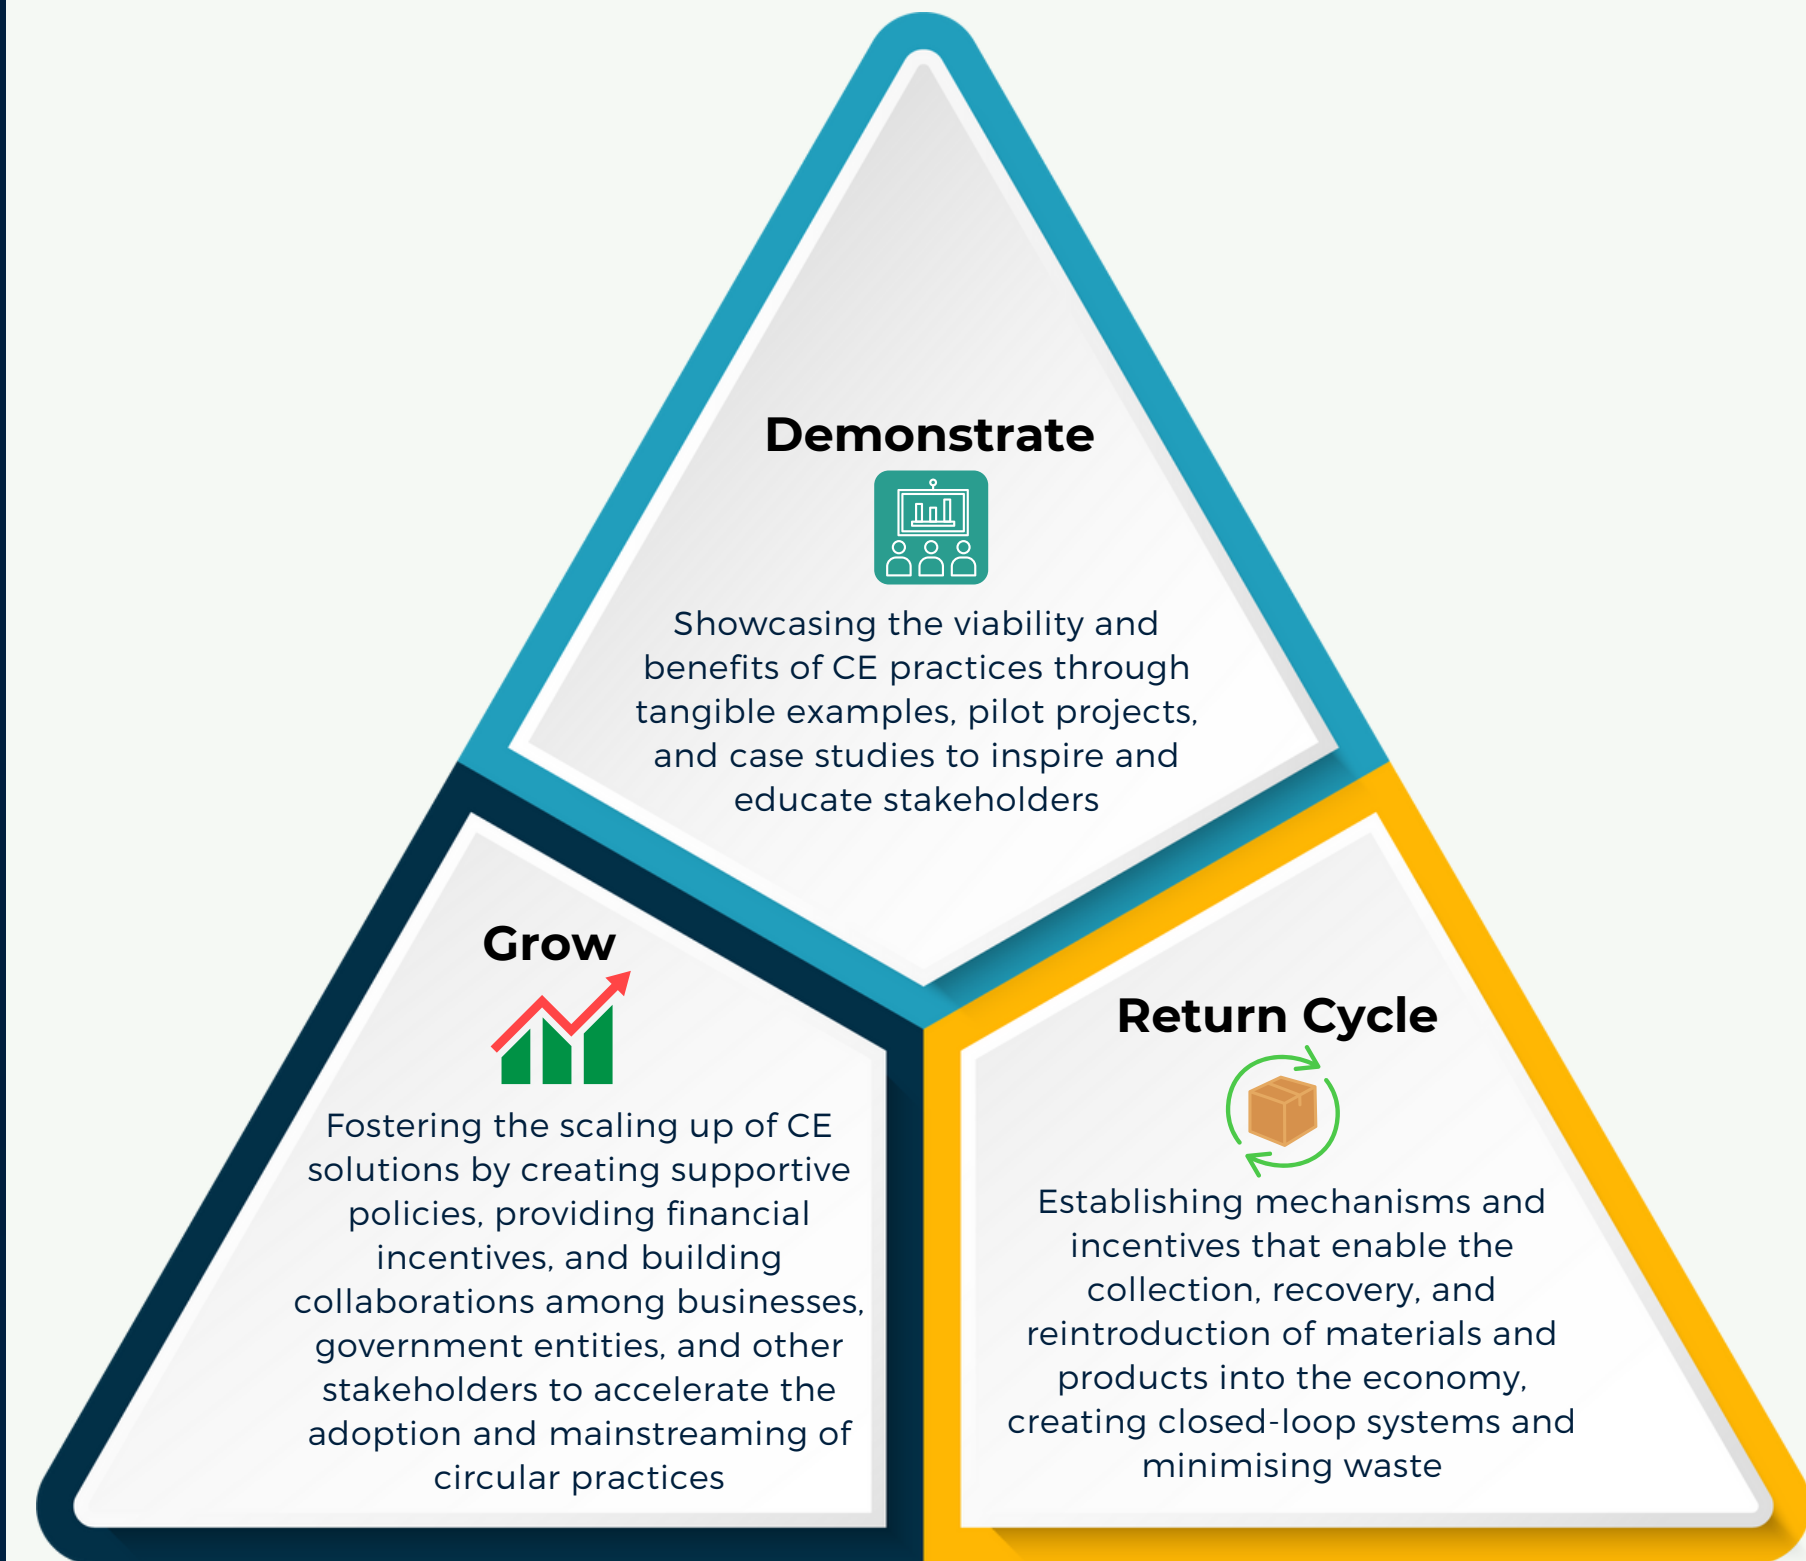 Demonstrate
Showcasing the viability and
benefits of CE practices through
tangible examples, pilot projects,
and case studies to inspire and
educate stakeholders
Grow
Fostering the scaling up of CE
solutions by creating supportive
policies, providing financial
incentives, and building
collaborations among businesses,
government entities, and other
stakeholders to accelerate the
adoption and mainstreaming of
circular practices
Return Cycle
Establishing mechanisms and
incentives that enable the
collection, recovery, and
reintroduction of materials and
products into the economy,
creating closed-loop systems and
minimising waste